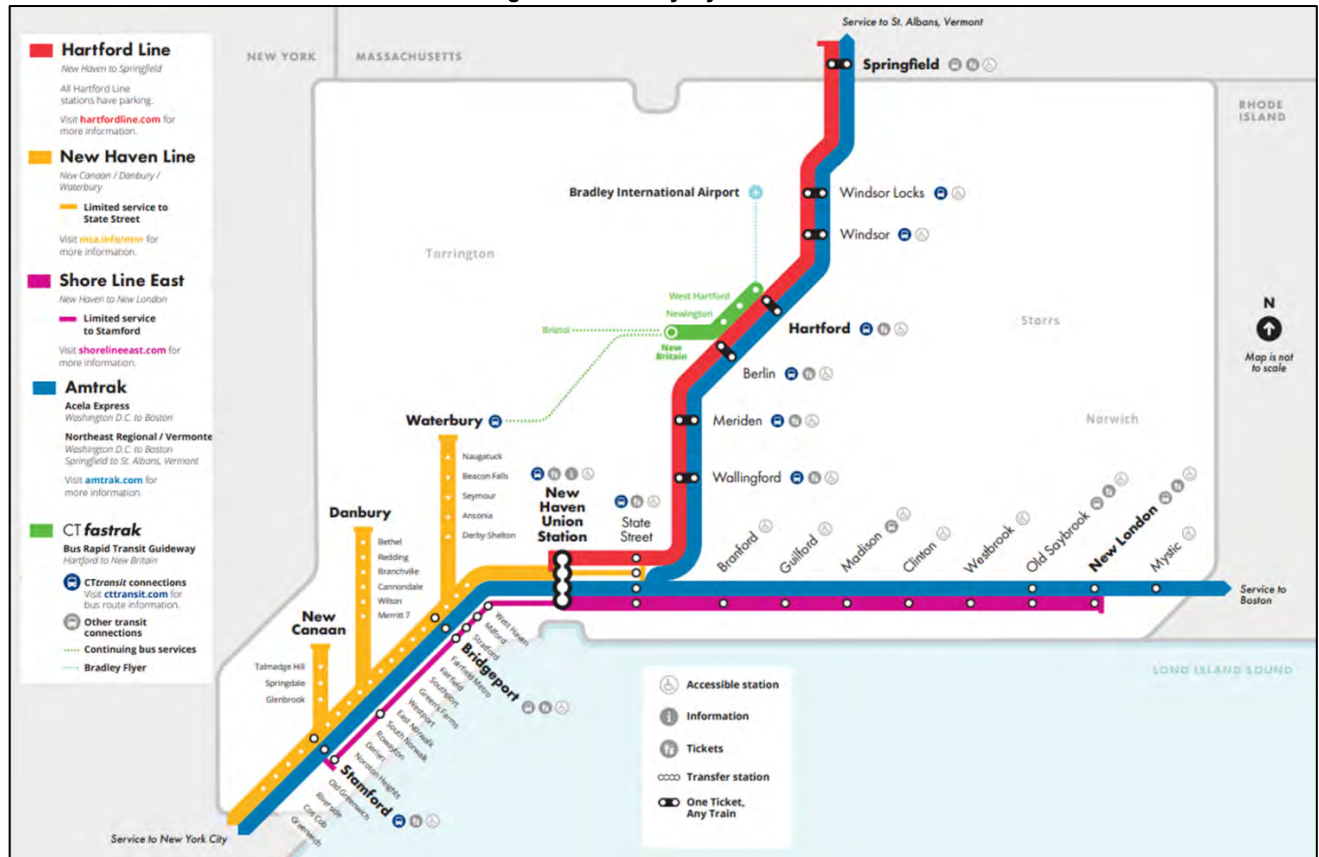 Service to St. Albans, Vermont
Hartford Line
New Haven to Springfield
All Hartford Line
stations have parking.
Visit hartfordline.com for
more information.
New Haven Line
New Canaan / Danbury /
Waterbury
Limited service to
State Street
Visit mta.info/mnr for
more information.
Shore Line East
New Haven to New London
Limited service
to Stamford
Visit shorelineeast.com for
more information.
Amtrak
Acela Express
Washington D.C. to Boston
Northeast Regional / Vermonte
Washington D.C. to Boston
Springfield to St. Albans, Vermont
Visit amtrak.com for
more information.
CTfastrak
Bus Rapid Transit Guideway
Hartford to New Britain
CTtransit connections
Visit cttransit.com for
bus route information.
Other transit
connections
Continuing bus services
Bradley Flyer
NEW YORK
MASSACHUSETTS
RHODE
ISLAND
Springfield
Bradley International Airport
Windsor Locks
Windsor
Torrington
West Hartford
Newington
Bristol
New
Britain
Hartford
Storrs
N
Map is not
to scale
Berlin
Waterbury
Meriden
Norwich
Naugatuck
Beacon Falls
Seymour
Ansonia
Derby-Shelton
New
Haven
Union
Station
State
Street
Wallingford
Branford
Guilford
Madison
Clinton
Westbrook
Old Saybrook
New London
Mystic
Danbury
Bethel
Redding
Branchville
Cannondale
Wilson
Merritt 7
New
Canaan
Talmadge Hill
Springdale
Glenbrook
Service to
Boston
West Haven
Milford
Stratford
Bridgeport
Fairfield Metro
Fairfield
Southport
Green's Farms
Westport
East Norwalk
South Norwalk
Rowayton
Darien
Noroton Heights
Stamford
Old Greenwich
Riverside
Cos Cob
Greenwich
Service to New York City
LONG ISLAND SOUND
Accessible station
Information
Tickets
Transfer station
One Ticket,
Any Train